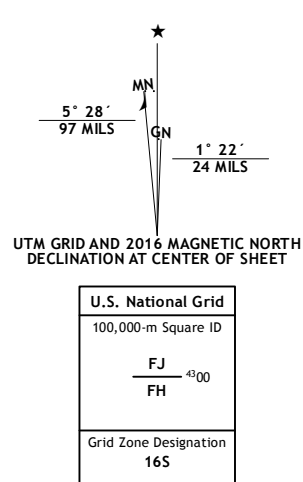 ★
MN
5° 28´
97 MILS
GN
1° 22´
24 MILS
UTM GRID AND 2016 MAGNETIC NORTH
DECLINATION AT CENTER OF SHEET
U.S. National Grid
100,000-m Square ID
FJ
4300
FH
Grid Zone Designation
16S